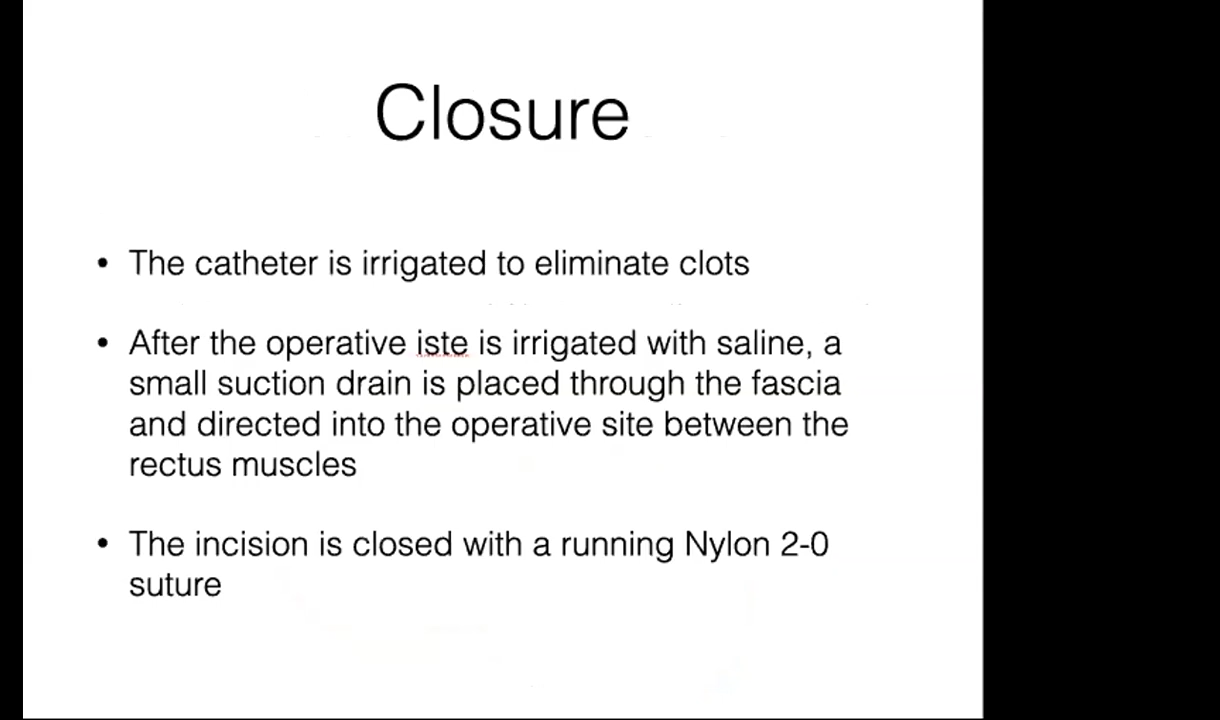 Closure
• The catheter is irrigated to eliminate clots
• After the operative iste is irrigated with saline, a
small suction drain is placed through the fascia
and directed into the operative site between the
rectus muscles
• The incision is closed with a running Nylon 2-0
suture